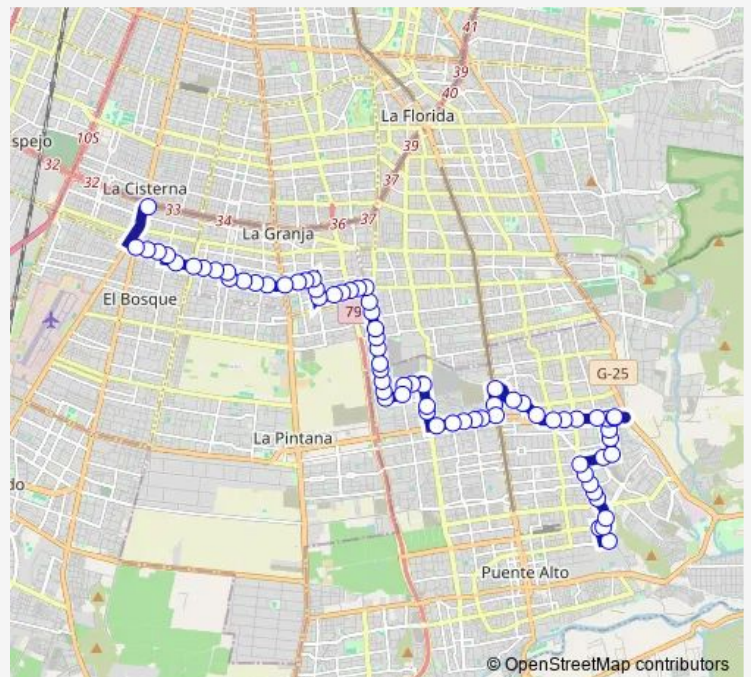 41
39
40
La Florida
39
105
spejo
32
37
32
La Cisterna
33
34
36
37
La Granja
El Bosque
79
G-25
La Pintana
do
Puente Alto
© OpenStreetMap contributors